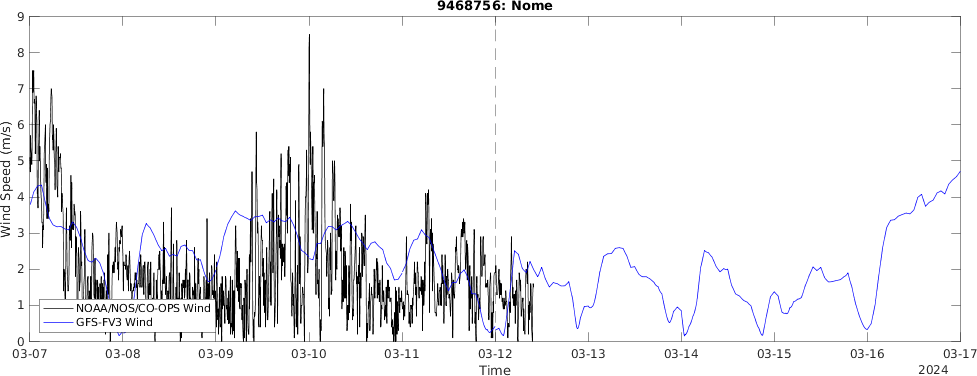 9468756: Nome
9
8
7
6
5
4
3
2
1
0
Wind Speed (m/s)
NOAA/NOS/CO-OPS Wind
GFS-FV3 Wind
03-07 03-08 03-09 03-10 03-11 03-12 03-13 03-14 03-15 03-16 03-17
Time
2024